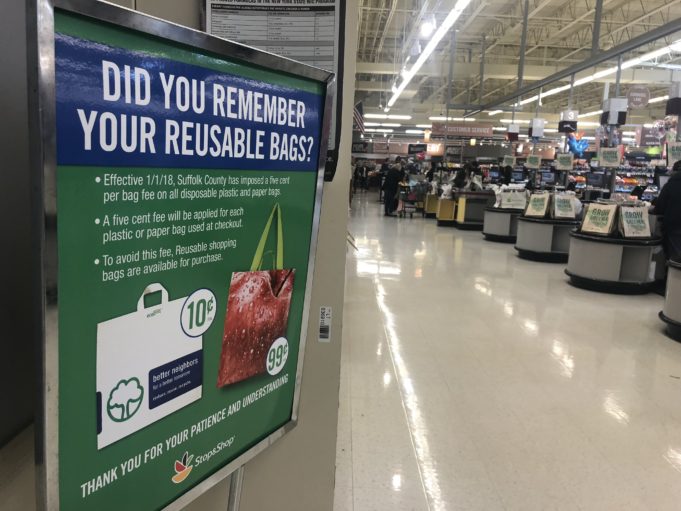 DID YOU REMEMBER
YOUR REUSABLE BAGS?
• Effective 1/1/18, Suffolk County has imposed a five cent
per bag fee on all disposable plastic and paper bags.
• A five cent fee will be applied for each
plastic or paper bag used at checkout.
• To avoid this fee, Reusable shopping
bags are available for purchase.
10¢
better neighbors
99¢
THANK YOU FOR YOUR PATIENCE AND UNDERSTANDING
Stop&Shop
CUSTOMER SERVICE
3